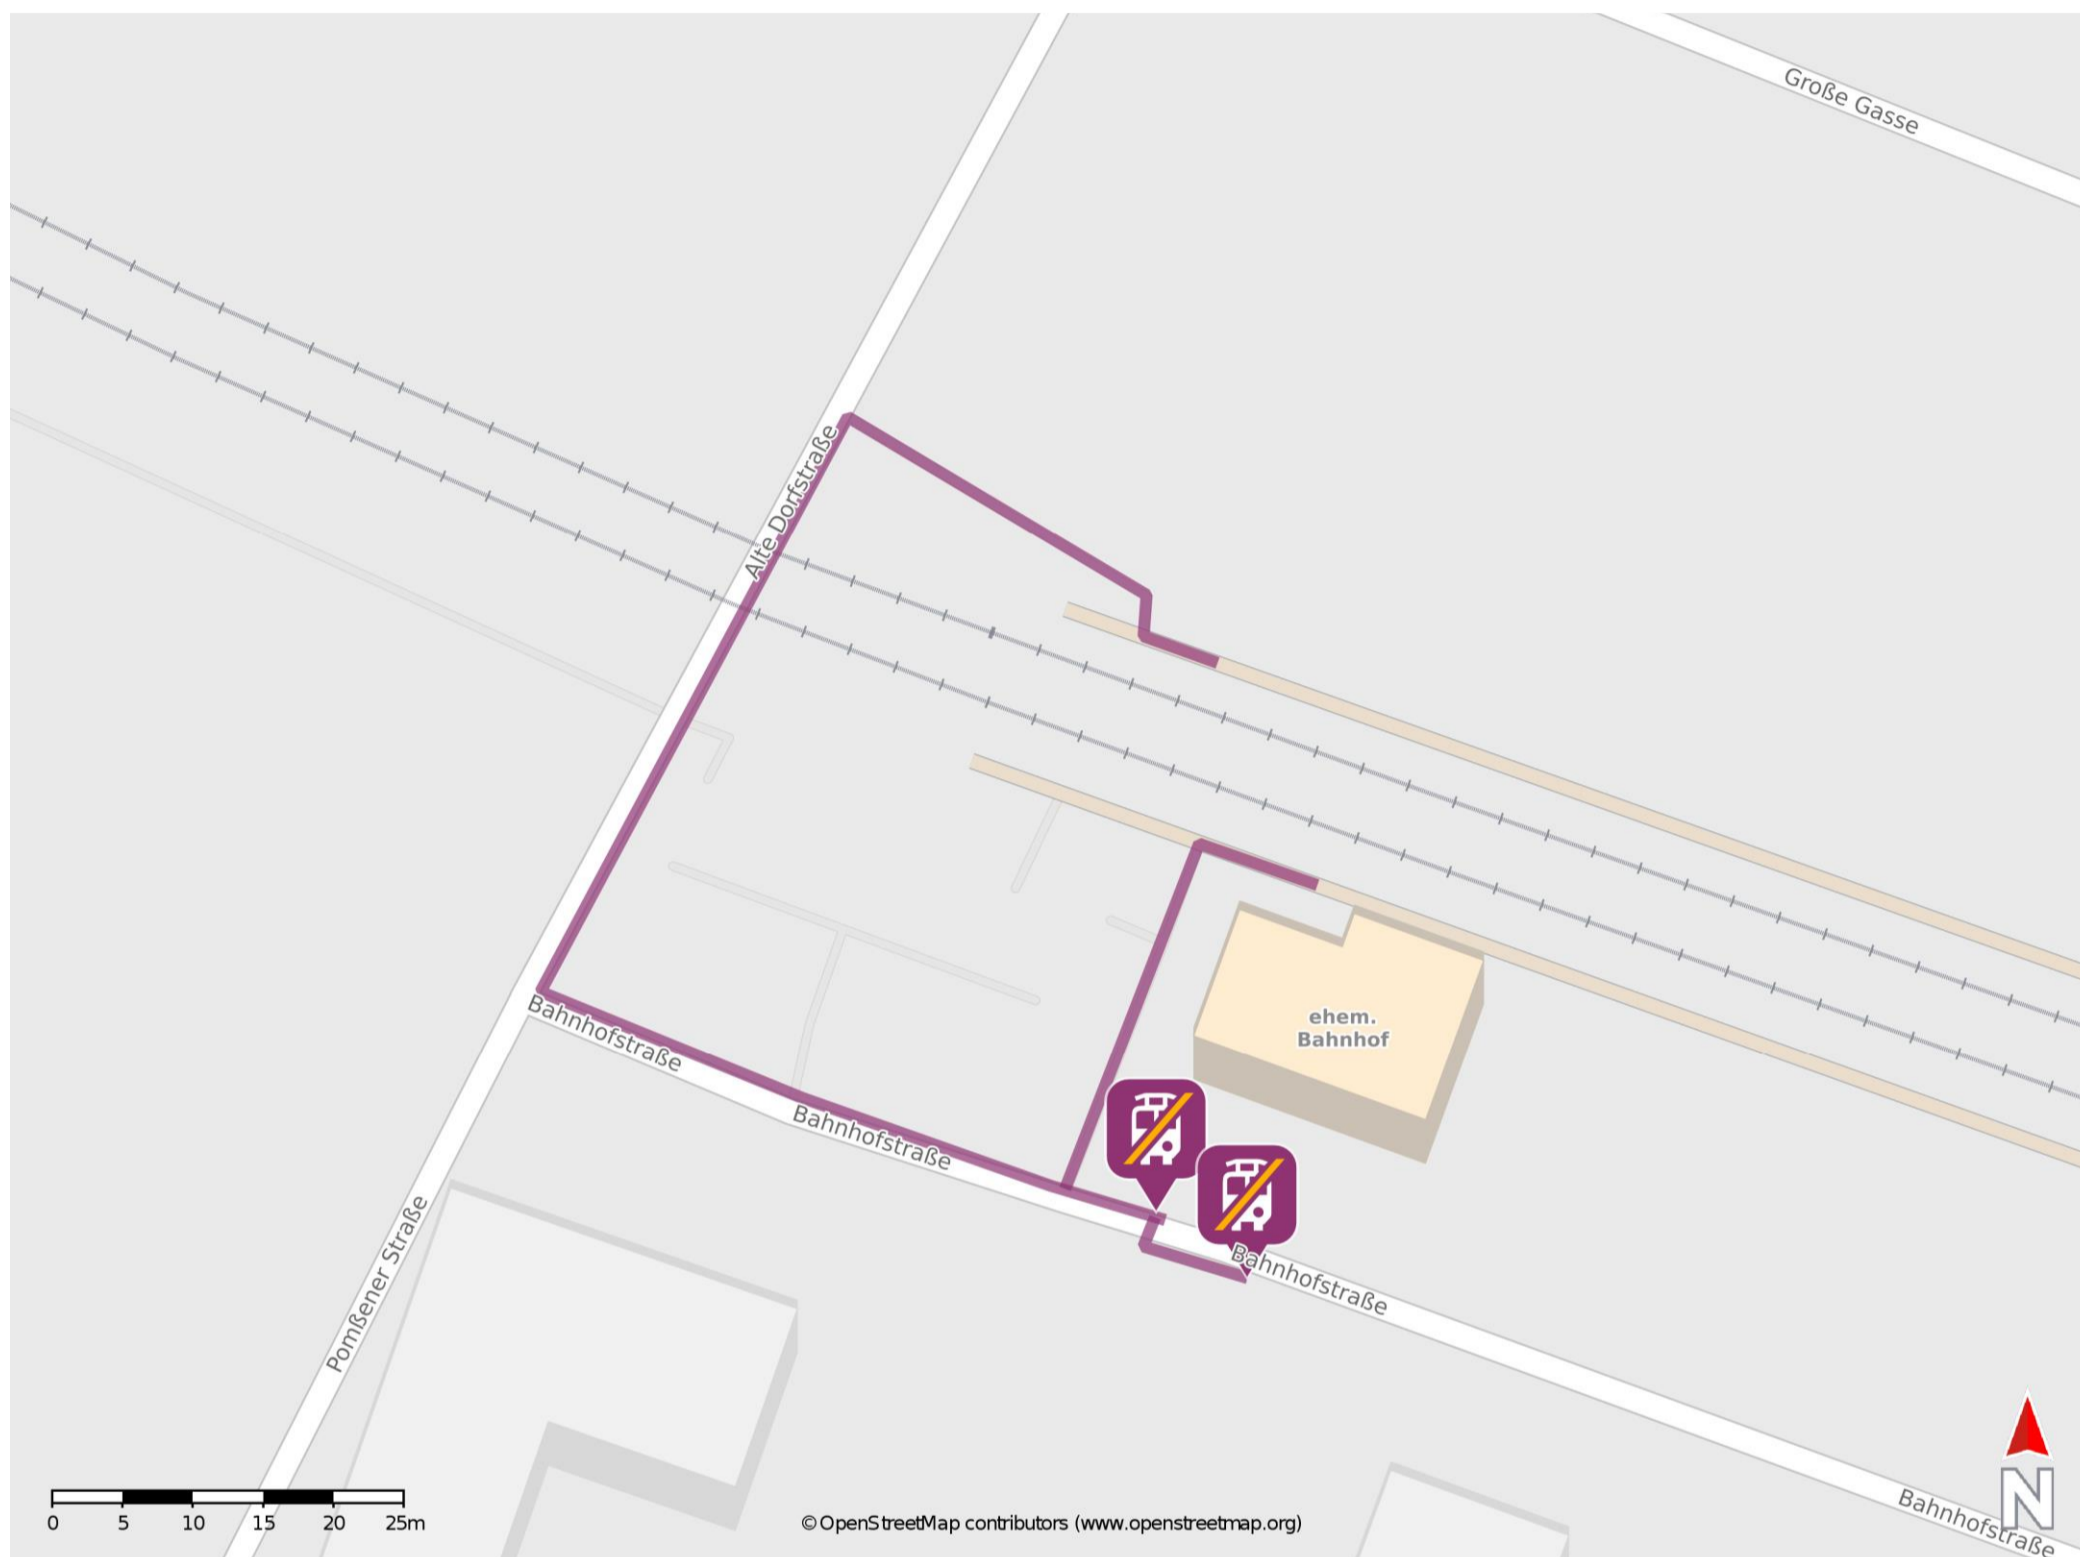 Große Gasse
Alte Dorfstraße
Bahnhofstraße
ehem.
Bahnhof
Bahnhofstraße
Pomßener Straße
Bahnhofstraße
Bahnhofstraße
N
0 5 10 15 20 25m
© OpenStreetMap contributors (www.openstreetmap.org)